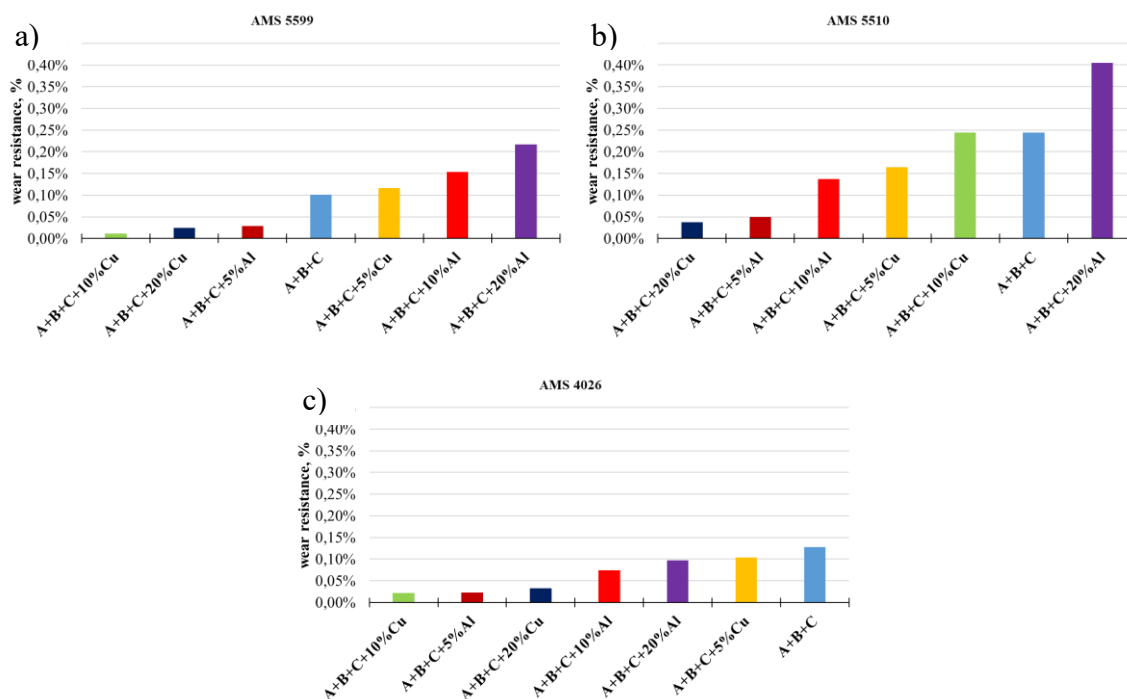 AMS 5599
a)
wear resistance, %
0,40%
0,35%
0,30%
0,25%
0,20%
0,15%
0,10%
0,05%
0,00%
A+B+C+10%Cu
A+B+C+20%Cu
A+B+C+5%Al
A+B+C
A+B+C+5%Cu
A+B+C+10%Al
A+B+C+20%Al
AMS 5510
b)
wear resistance, %
0,40%
0,35%
0,30%
0,25%
0,20%
0,15%
0,10%
0,05%
0,00%
A+B+C+20%Cu
A+B+C+5%Al
A+B+C+10%Al
A+B+C+5%Cu
A+B+C+10%Cu
A+B+C
A+B+C+20%Al
AMS 4026
c)
wear resistance, %
0,40%
0,35%
0,30%
0,25%
0,20%
0,15%
0,10%
0,05%
0,00%
A+B+C+10%Cu
A+B+C+5%Al
A+B+C+20%Cu
A+B+C+10%Al
A+B+C+20%Al
A+B+C+5%Cu
A+B+C